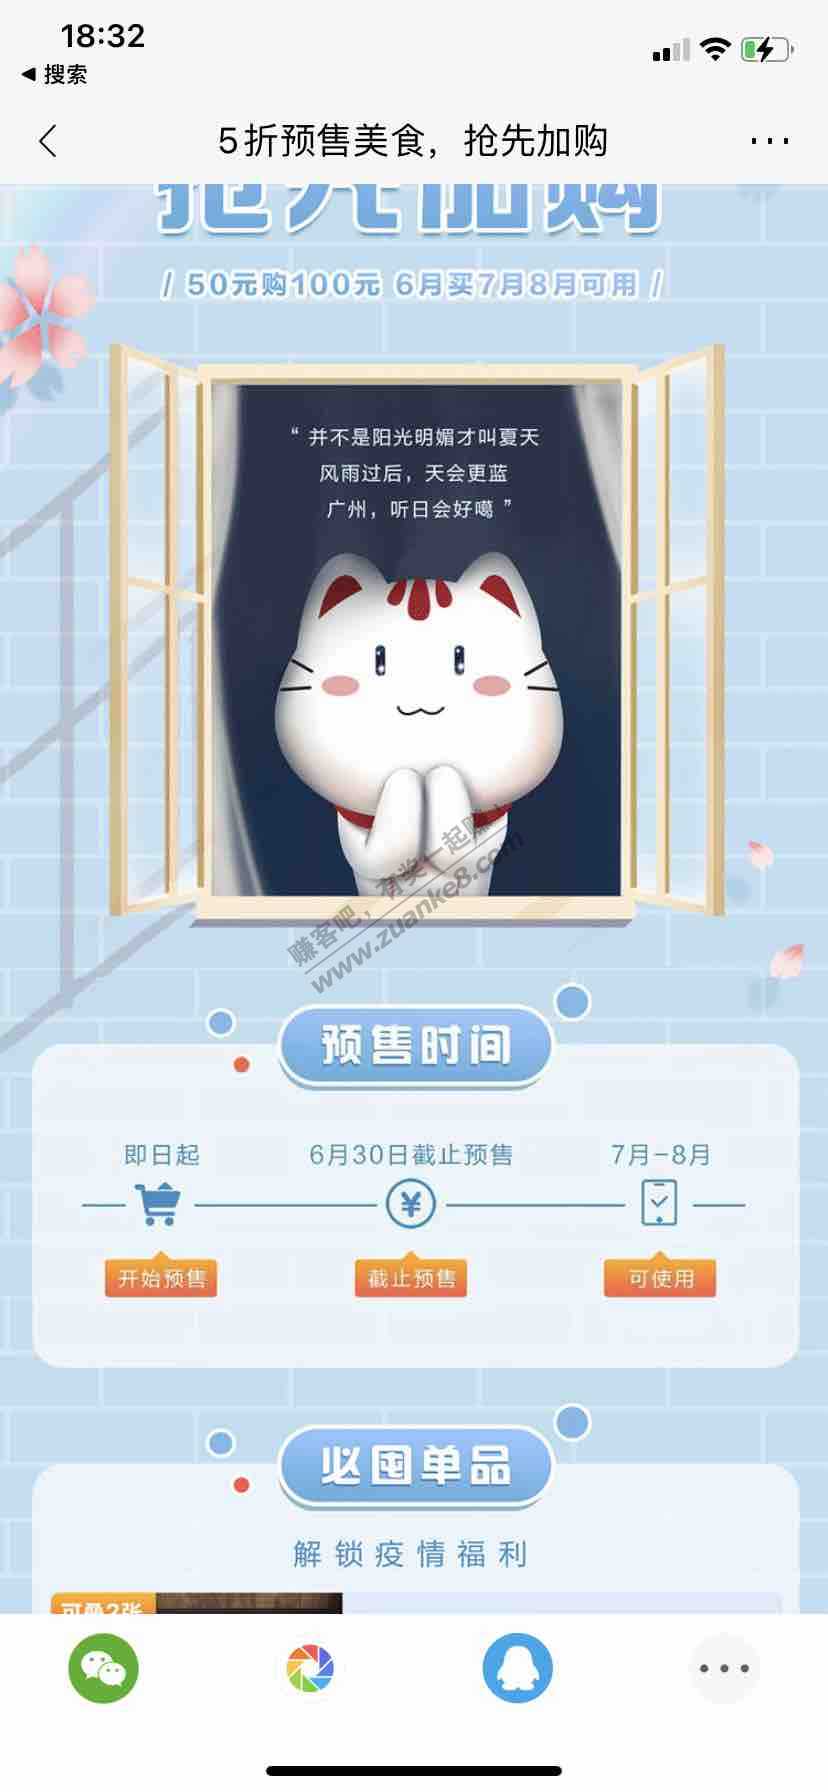 18:32
◀ 搜索
5折预售美食，抢先加购
抢先加购
/ 50元购100元 6月买7月8月可用 /
“ 并不是阳光明媚才叫夏天
风雨过后，天会更蓝
广州，听日会好噶 ”
赚客吧，有奖一起赚！
www.zuanke8.com
预售时间
即日起
6月30日截止预售
7月-8月
开始预售
截止预售
可使用
必囤单品
解锁疫情福利
可叠2张